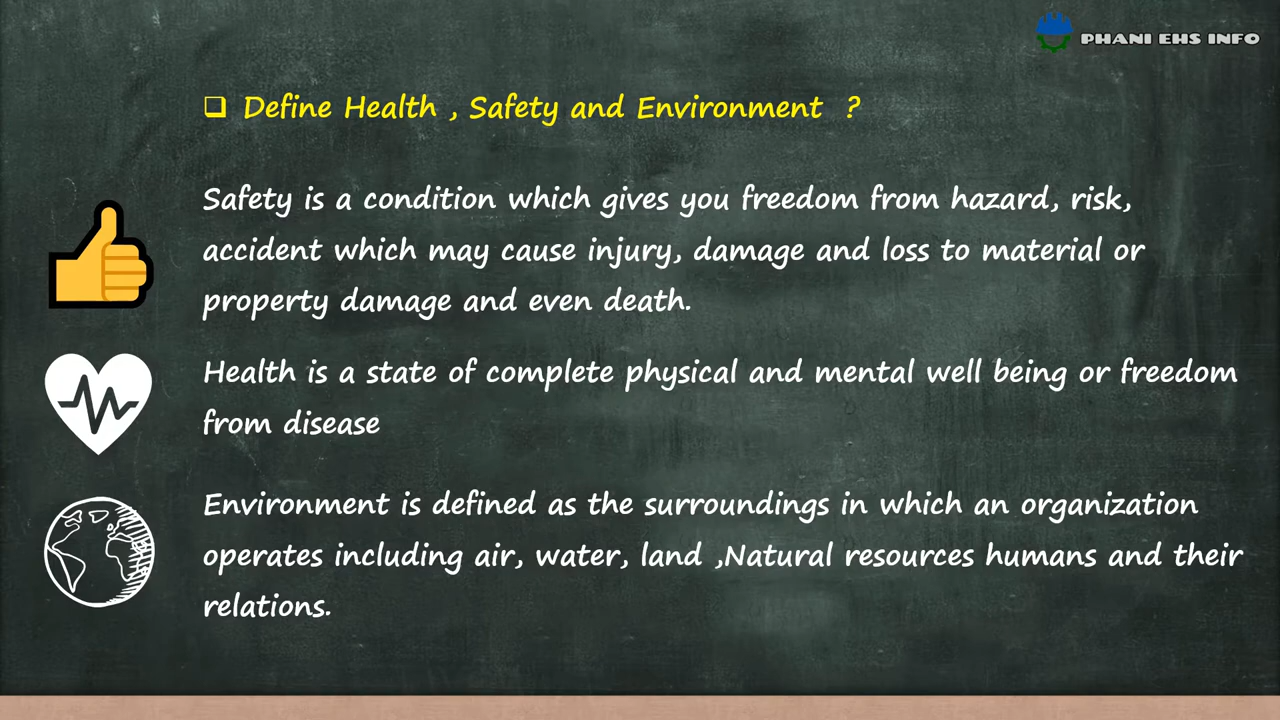 PHANI EHS INFO
❑ Define Health , Safety and Environment ?
Safety is a condition which gives you freedom from hazard, risk,
accident which may cause injury, damage and loss to material or
property damage and even death.
Health is a state of complete physical and mental well being or freedom
from disease
Environment is defined as the surroundings in which an organization
operates including air, water, land ,Natural resources humans and their
relations.